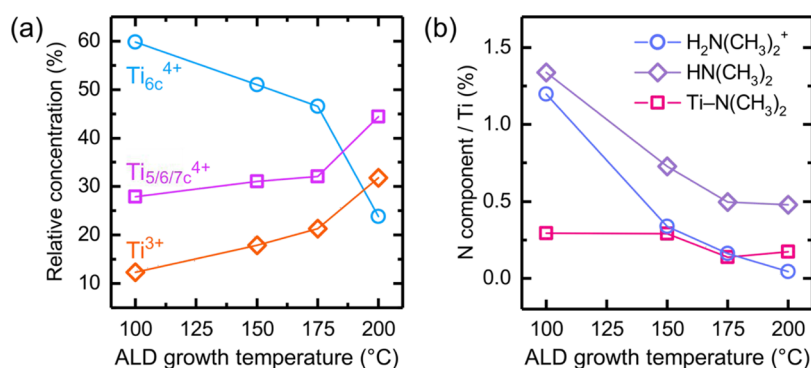 (a)
Relative concentration (%)
60
50
40
30
20
10
Ti6c4+
Ti5/6/7c4+
Ti3+
100 125 150 175 200
ALD growth temperature (°C)
(b)
N component / Ti (%)
1.5
1.0
0.5
0.0
H2N(CH3)2+
HN(CH3)2
Ti–N(CH3)2
100 125 150 175 200
ALD growth temperature (°C)